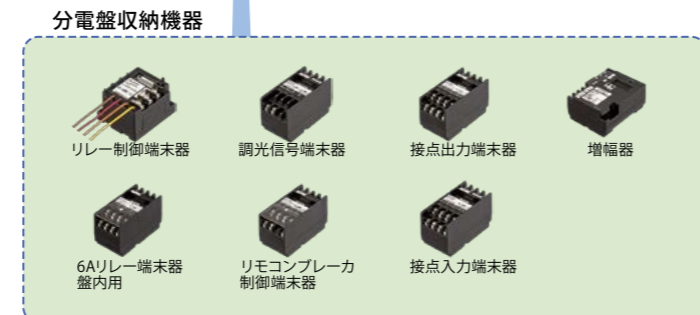 分電盤収納機器
リレー制御端末器
調光信号端末器
接点出力端末器
増幅器
6Aリレー端末器
盤内用
リモコンブレーカ
制御端末器
接点入力端末器